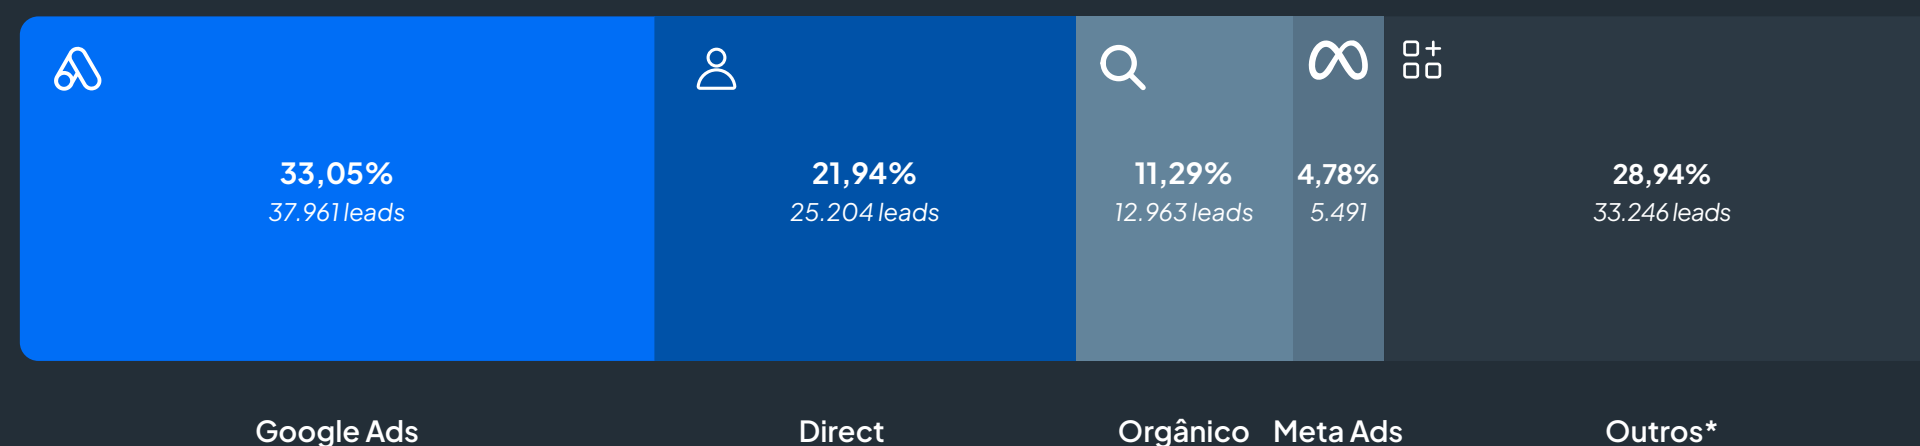 33,05%
37.961 leads
21,94%
25.204 leads
11,29%
12.963 leads
4,78%
5.491
28,94%
33.246 leads
Google Ads
Direct
Orgânico
Meta Ads
Outros*